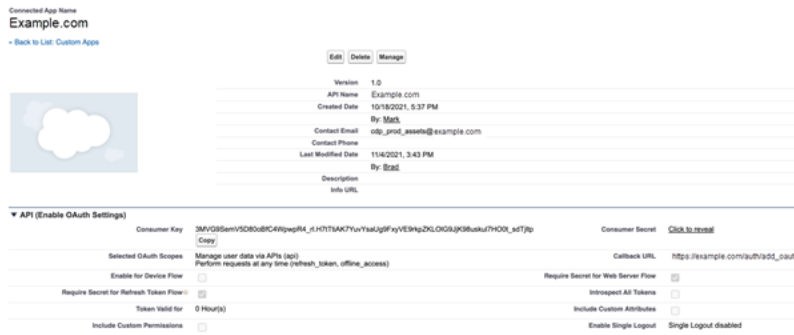 Connected App Name
Example.com
« Back to List: Custom Apps
Edit Delete Manage
Version 1.0
API Name Example.com
Created Date 10/18/2021, 5:37 PM
By: Mark
Contact Email odp_prod_assets@example.com
Contact Phone
Last Modified Date 11/4/2021, 3:43 PM
By: Brad
Description
Info URL
▼ API (Enable OAuth Settings)
Consumer Key Consumer Secret Click to reveal
Copy
Selected OAuth Scopes Manage user data via APIs (api) Callback URL https://example.com/auth/add_oaut
Perform requests at any time (refresh_token, offline_access)
Enable for Device Flow Require Secret for Web Server Flow
Require Secret for Refresh Token Flow Introspect All Tokens
Token Valid for 0 Hour(s) Include Custom Attributes
Include Custom Permissions Enable Single Logout Single Logout disabled